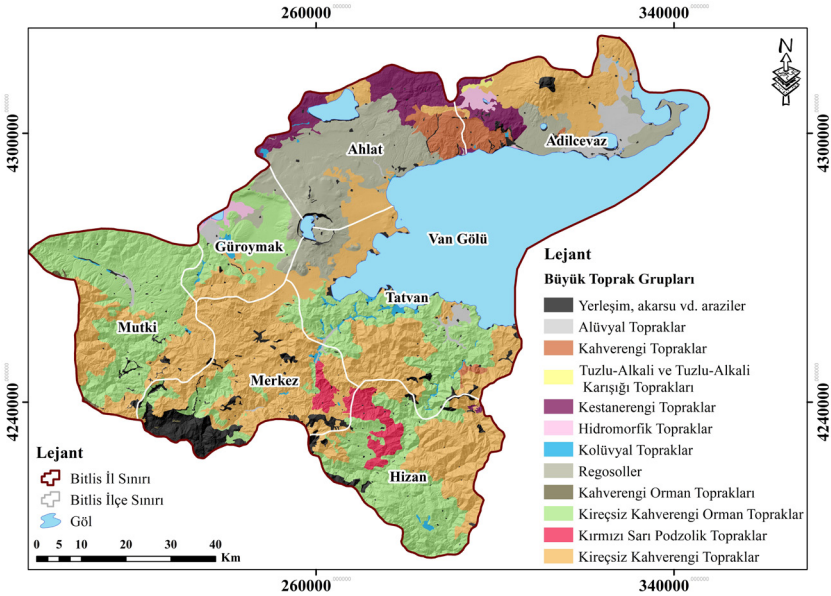 260000
340000
N
4300000
4300000
Ahlat
Adilcevaz
Güroymak
Van Gölü
Mutki
Tatvan
Merkez
Hizan
4240000
4240000
Lejant
Büyük Toprak Grupları
Yerleşim, akarsu vd. araziler
Alüvyal Topraklar
Kahverengi Topraklar
Tuzlu-Alkali ve Tuzlu-Alkali
Karışığı Toprakları
Kestanerengi Topraklar
Hidromorfik Topraklar
Kolüvyal Topraklar
Regosoller
Kahverengi Orman Toprakları
Kireçsiz Kahverengi Orman Topraklar
Kırmızı Sarı Podzolik Topraklar
Kireçsiz Kahverengi Topraklar
Lejant
Bitlis İl Sınırı
Bitlis İlçe Sınırı
Göl
0 5 10 20 30 40
Km
260000
340000